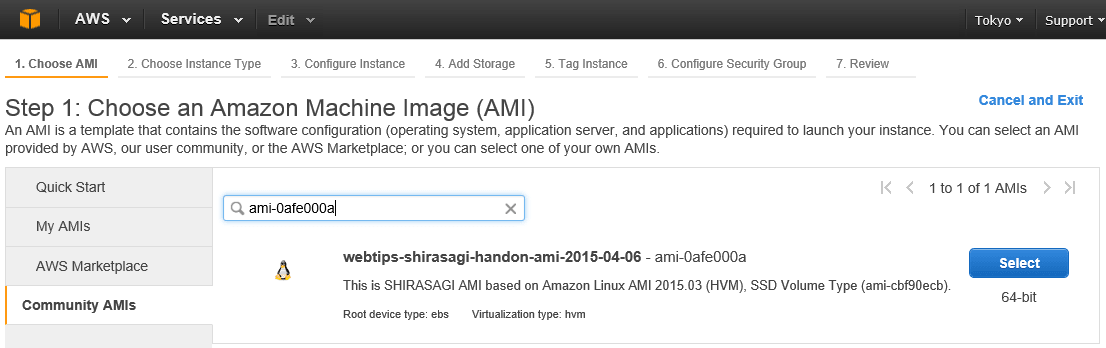 AWS Services Edit Tokyo Support
1. Choose AMI 2. Choose Instance Type 3. Configure Instance 4. Add Storage 5. Tag Instance 6. Configure Security Group 7. Review
Step 1: Choose an Amazon Machine Image (AMI)
Cancel and Exit
An AMI is a template that contains the software configuration (operating system, application server, and applications) required to launch your instance. You can select an AMI
provided by AWS, our user community, or the AWS Marketplace; or you can select one of your own AMIs.
Quick Start
My AMIs
AWS Marketplace
Community AMIs
1 to 1 of 1 AMIs
ami-0afe000a
webtips-shirasagi-handon-ami-2015-04-06 - ami-0afe000a
This is SHIRASAGI AMI based on Amazon Linux AMI 2015.03 (HVM), SSD Volume Type (ami-cbf90ecb).
Root device type: ebs Virtualization type: hvm
Select
64-bit